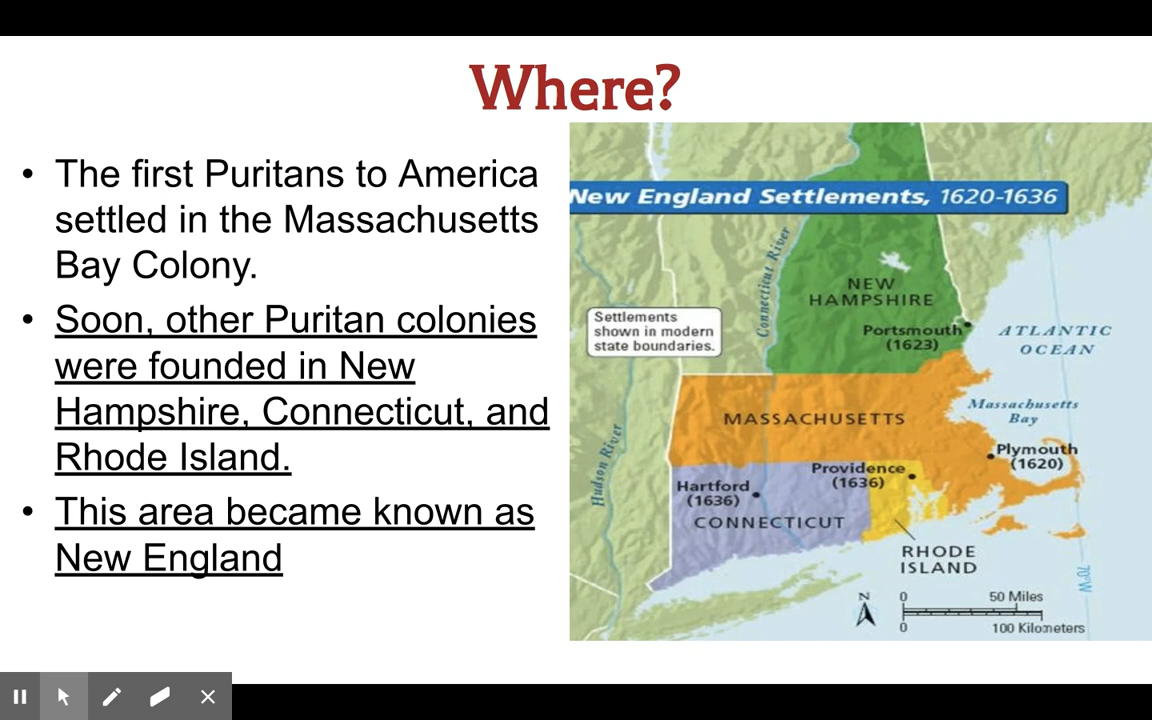 Where?
• The first Puritans to America
settled in the Massachusetts
Bay Colony.
• Soon, other Puritan colonies
were founded in New
Hampshire, Connecticut, and
Rhode Island.
• This area became known as
New England
New England Settlements, 1620-1636
Connecticut River
NEW
HAMPSHIRE
Settlements
shown in modern
state boundaries.
Portsmouth
(1623)
ATLANTIC
OCEAN
MASSACHUSETTS
Massachusetts
Bay
Hudson River
Plymouth
(1620)
Providence
(1636)
Hartford
(1636)
CONNECTICUT
RHODE
ISLAND
70°W
N
0 50 Miles
0 100 Kilometers